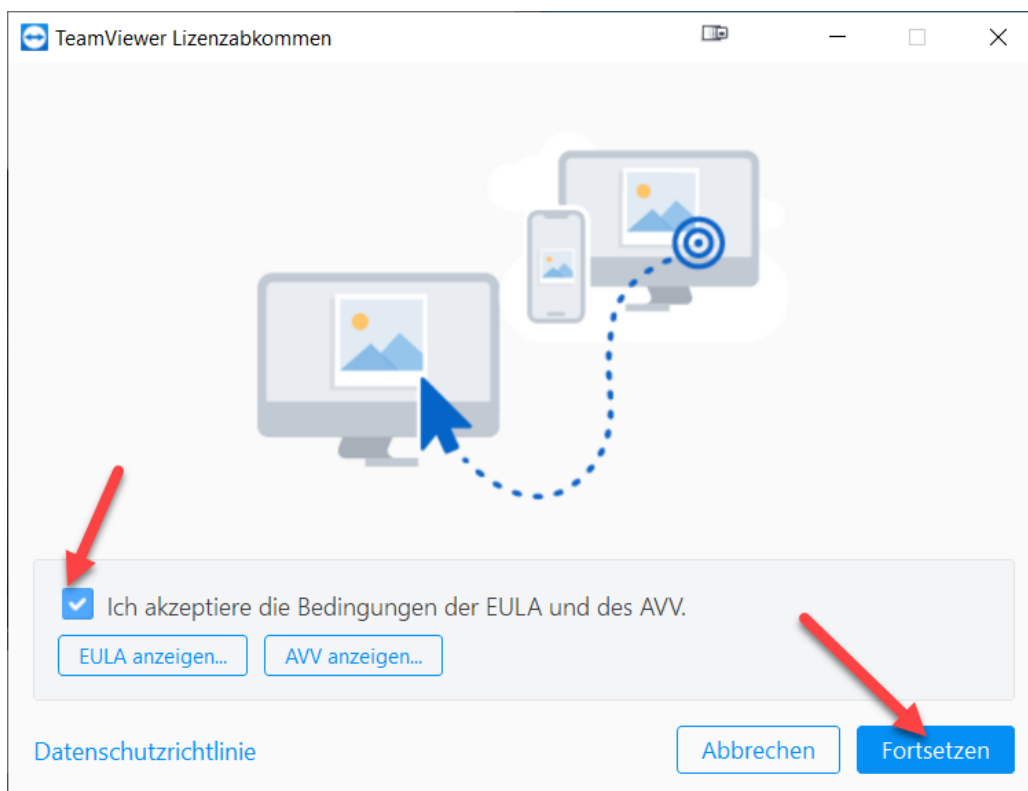 TeamViewer Lizenzabkommen
Ich akzeptiere die Bedingungen der EULA und des AVV.
EULA anzeigen... AVV anzeigen...
Datenschutzrichtlinie Abbrechen Fortsetzen